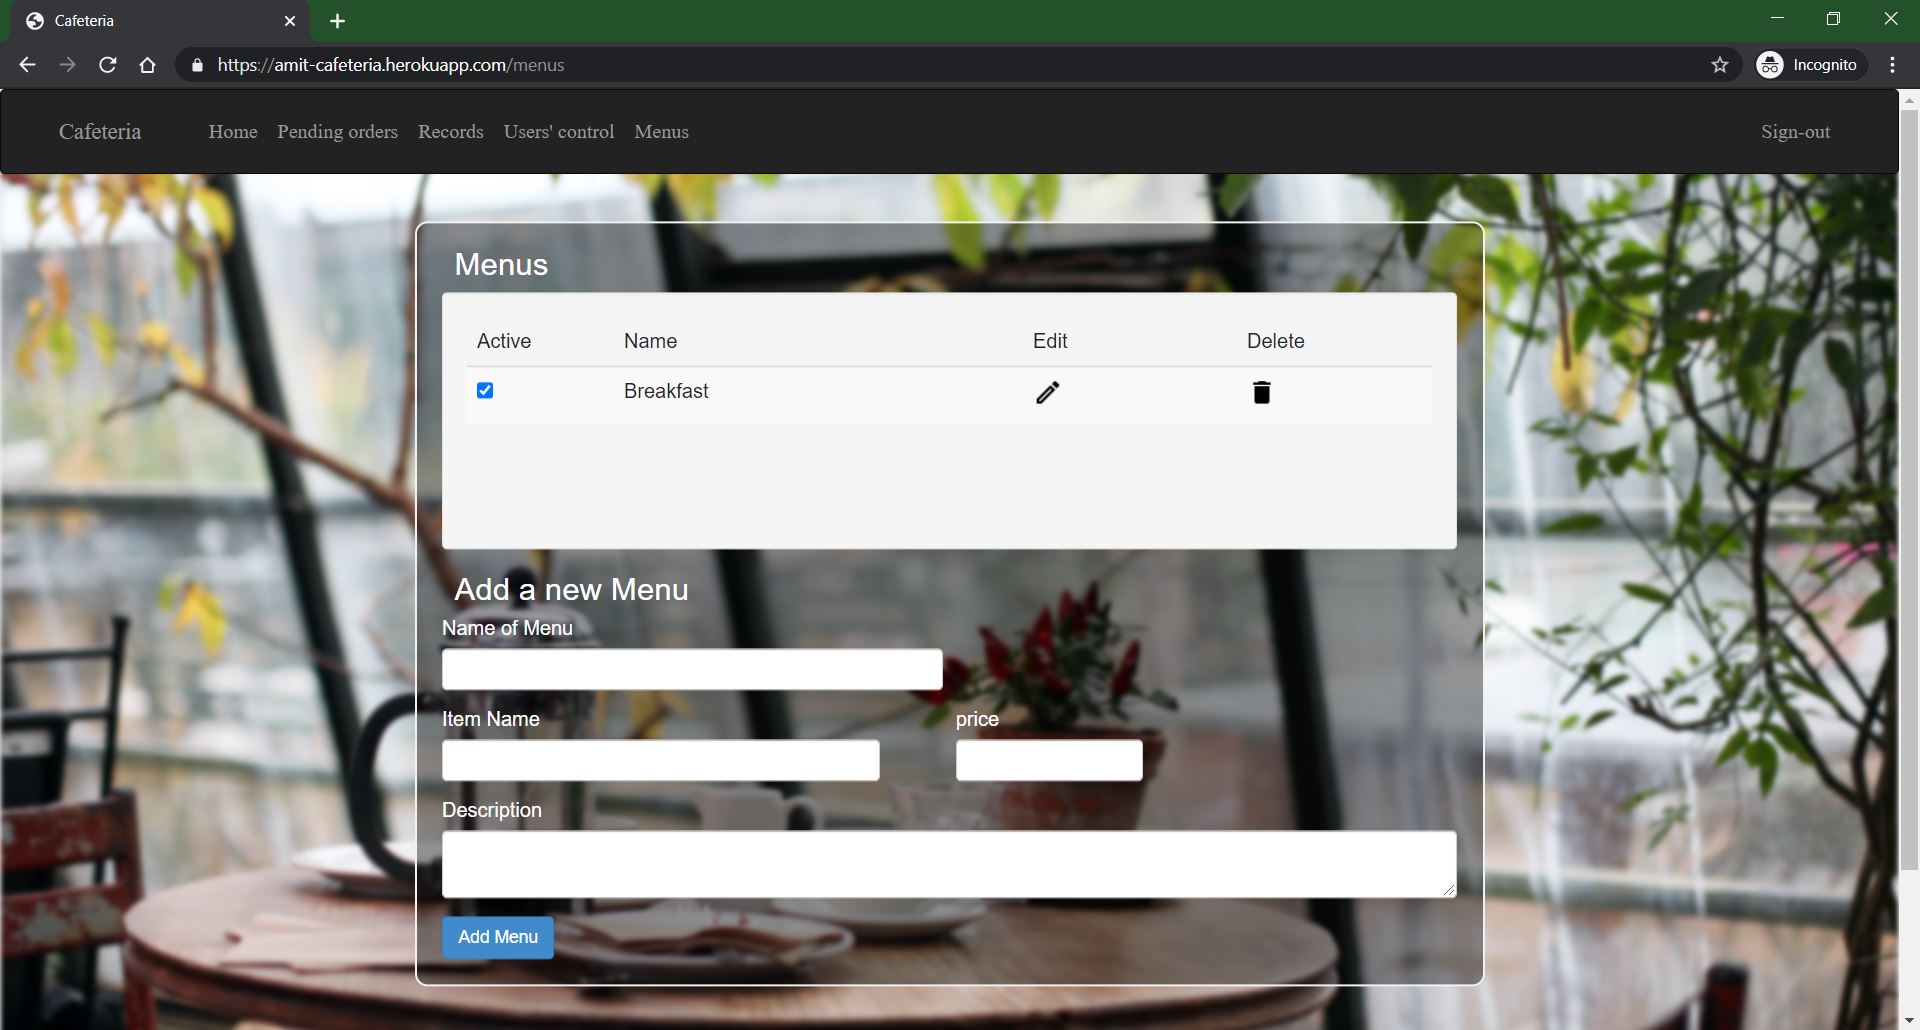 Cafeteria
https://amit-cafeteria.herokuapp.com/menus
Incognito
Cafeteria Home Pending orders Records Users' control Menus Sign-out
Menus
Active Name Edit Delete
Breakfast
Add a new Menu
Name of Menu
Item Name price
Description
Add Menu